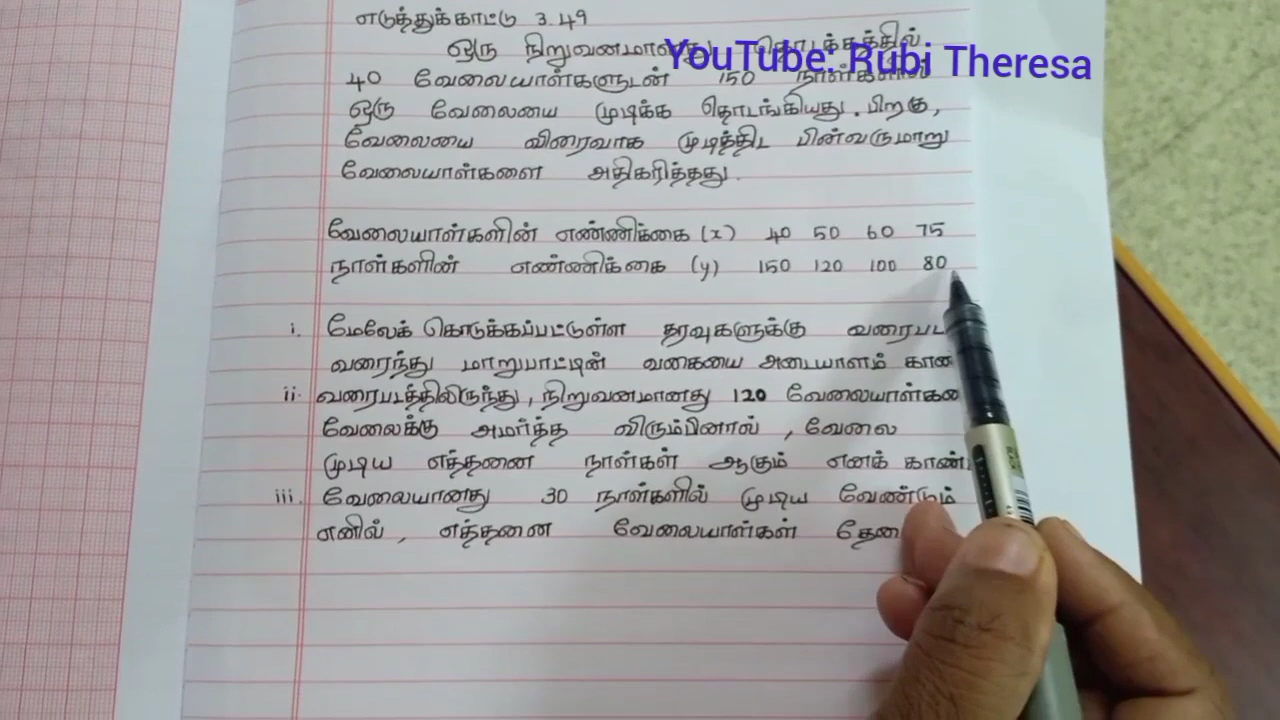 எடுத்துக்காட்டு 3.49
ஒரு நிறுவனமானது தொடக்கத்தில்
YouTube: Rubi Theresa
40 வேலையாள்களுடன் 150 நாள்களில்
ஒரு வேலையை முடிக்க தொடங்கியது. பிறகு,
வேலையை விரைவாக முடித்திட பின்வருமாறு
வேலையாள்களை அதிகரித்தது.
வேலையாள்களின் எண்ணிக்கை (x) 40 50 60 75
நாள்களின் எண்ணிக்கை (y) 150 120 100 80
i. மேலேக் கொடுக்கப்பட்டுள்ள தரவுகளுக்கு வரைபட
வரைந்து மாறுபாட்டின் வகையை அடையாளம் காண
ii. வரைபடத்திலிருந்து, நிறுவனமானது 120 வேலையாள்களை
வேலைக்கு அமர்த்த விரும்பினால், வேலை
முடிய எத்தனை நாள்கள் ஆகும் எனக் காண்
iii. வேலையானது 30 நாள்களில் முடிய வேண்டும்
எனில், எத்தனை வேலையாள்கள்